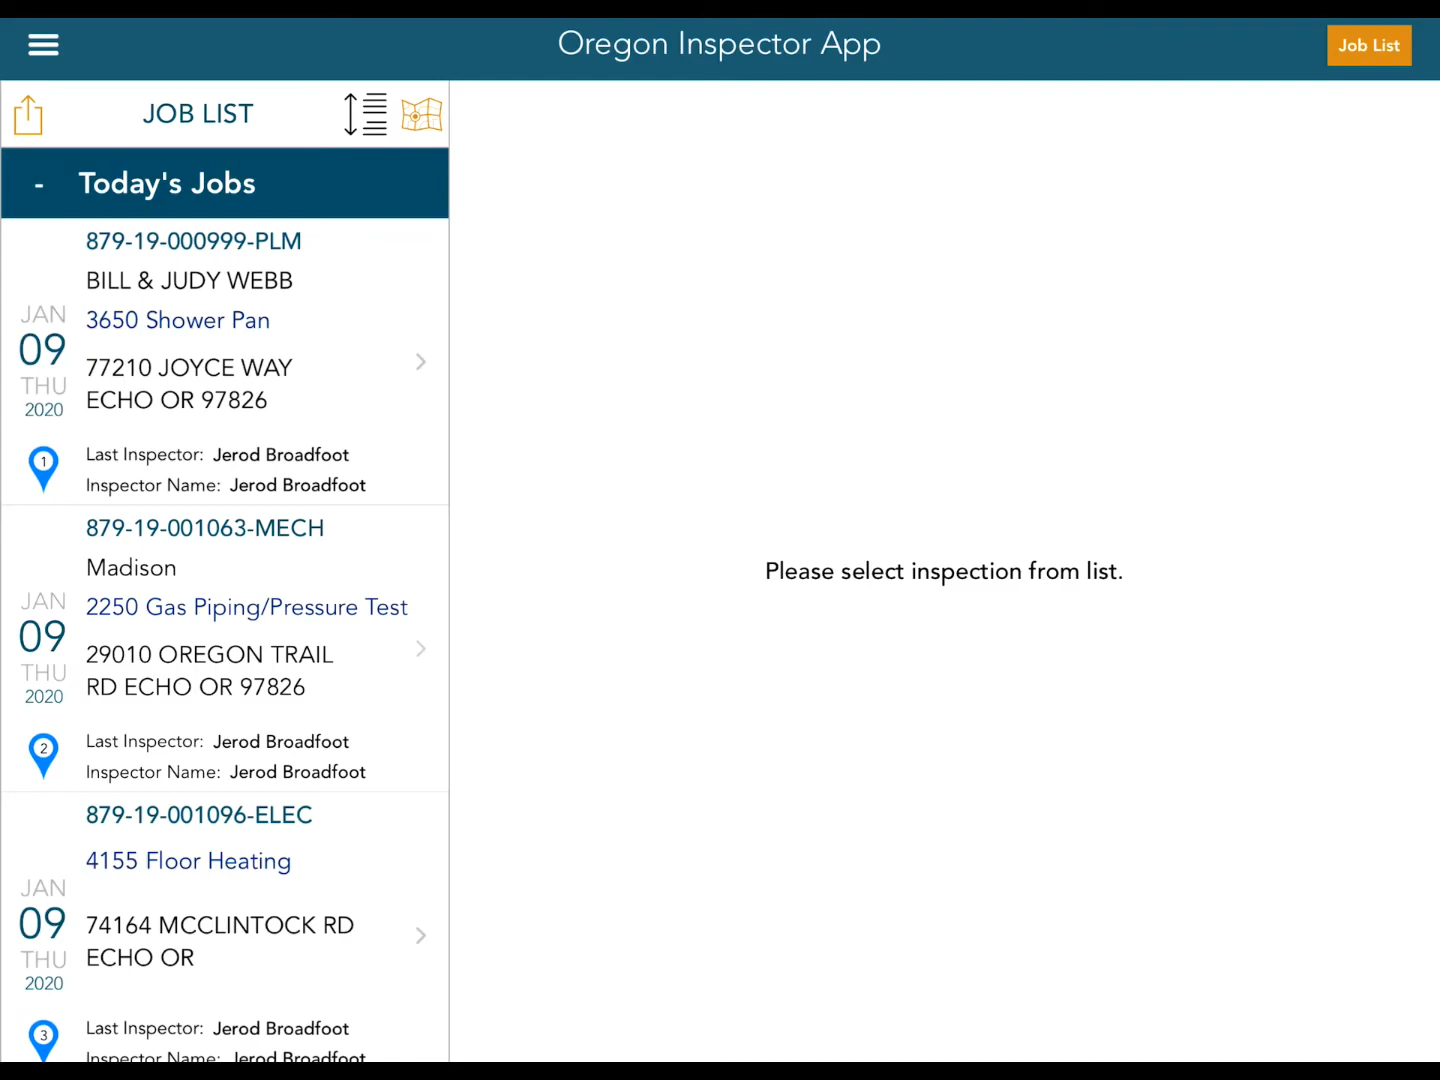 Oregon Inspector App
Job List
JOB LIST
- Today's Jobs
879-19-000999-PLM
BILL & JUDY WEBB
3650 Shower Pan
JAN
09
THU
2020
77210 JOYCE WAY
ECHO OR 97826
1
Last Inspector: Jerod Broadfoot
Inspector Name: Jerod Broadfoot
879-19-001063-MECH
Madison
2250 Gas Piping/Pressure Test
JAN
09
THU
2020
29010 OREGON TRAIL
RD ECHO OR 97826
2
Last Inspector: Jerod Broadfoot
Inspector Name: Jerod Broadfoot
879-19-001096-ELEC
4155 Floor Heating
JAN
09
THU
2020
74164 MCCLINTOCK RD
ECHO OR
3
Last Inspector: Jerod Broadfoot
Inspector Name: Jerod Broadfoot
Please select inspection from list.